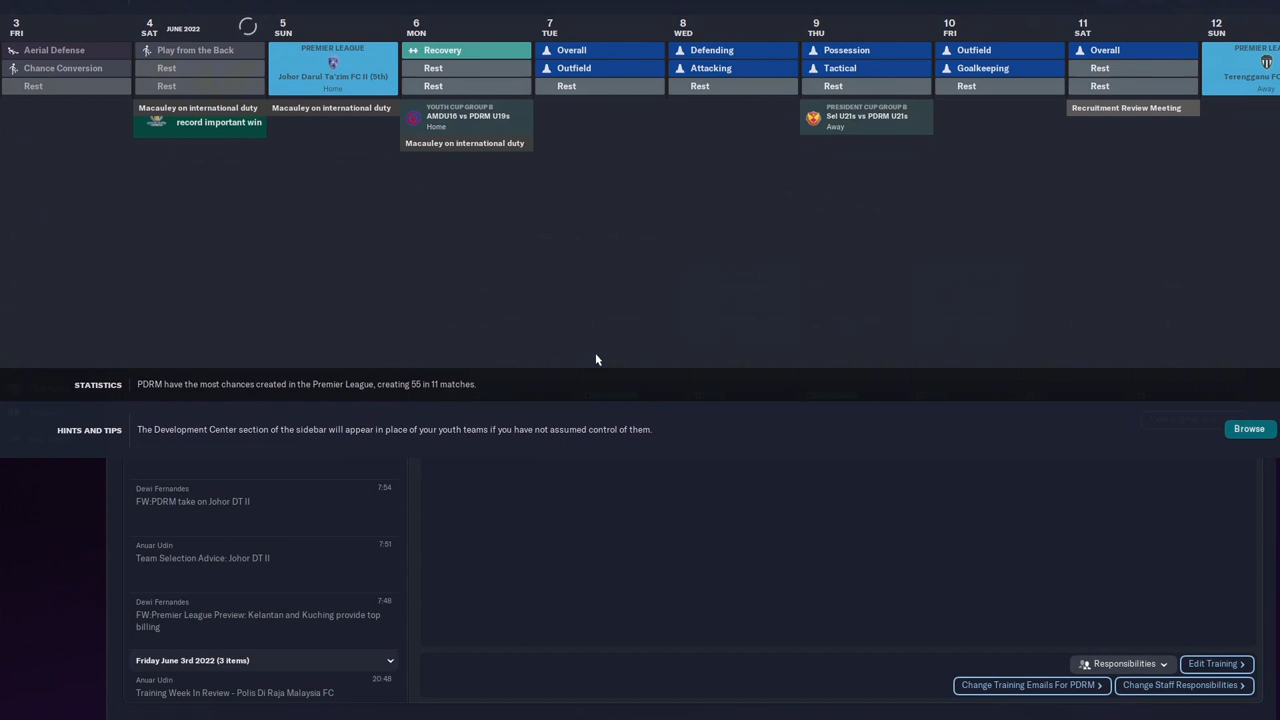 3
FRI
Aerial Defense
Chance Conversion
Rest
4
SAT
JUNE 2022
Play from the Back
Rest
Rest
Macauley on international duty
record important win
5
SUN
PREMIER LEAGUE
Johor Darul Ta'zim FC II (5th)
Home
Macauley on international duty
6
MON
Recovery
Rest
Rest
YOUTH CUP GROUP B
AMDU16 vs PDRM U19s
Home
Macauley on international duty
7
TUE
Overall
Outfield
Rest
8
WED
Defending
Attacking
Rest
9
THU
Possession
Tactical
Rest
PRESIDENT CUP GROUP B
Sel U21s vs PDRM U21s
Away
10
FRI
Outfield
Goalkeeping
Rest
11
SAT
Overall
Rest
Rest
Recruitment Review Meeting
12
SUN
PREMIER LEA
Terengganu FC
Away
STATISTICS
PDRM have the most chances created in the Premier League, creating 55 in 11 matches.
HINTS AND TIPS
The Development Center section of the sidebar will appear in place of your youth teams if you have not assumed control of them.
Browse
Dewi Fernandes 7:54
FW:PDRM take on Johor DT II
Anuar Udin 7:51
Team Selection Advice: Johor DT II
Dewi Fernandes 7:48
FW:Premier League Preview: Kelantan and Kuching provide top
billing
Friday June 3rd 2022 (3 items)
Anuar Udin 20:48
Training Week In Review - Polis Di Raja Malaysia FC
Responsibilities
Edit Training
Change Training Emails For PDRM
Change Staff Responsibilities